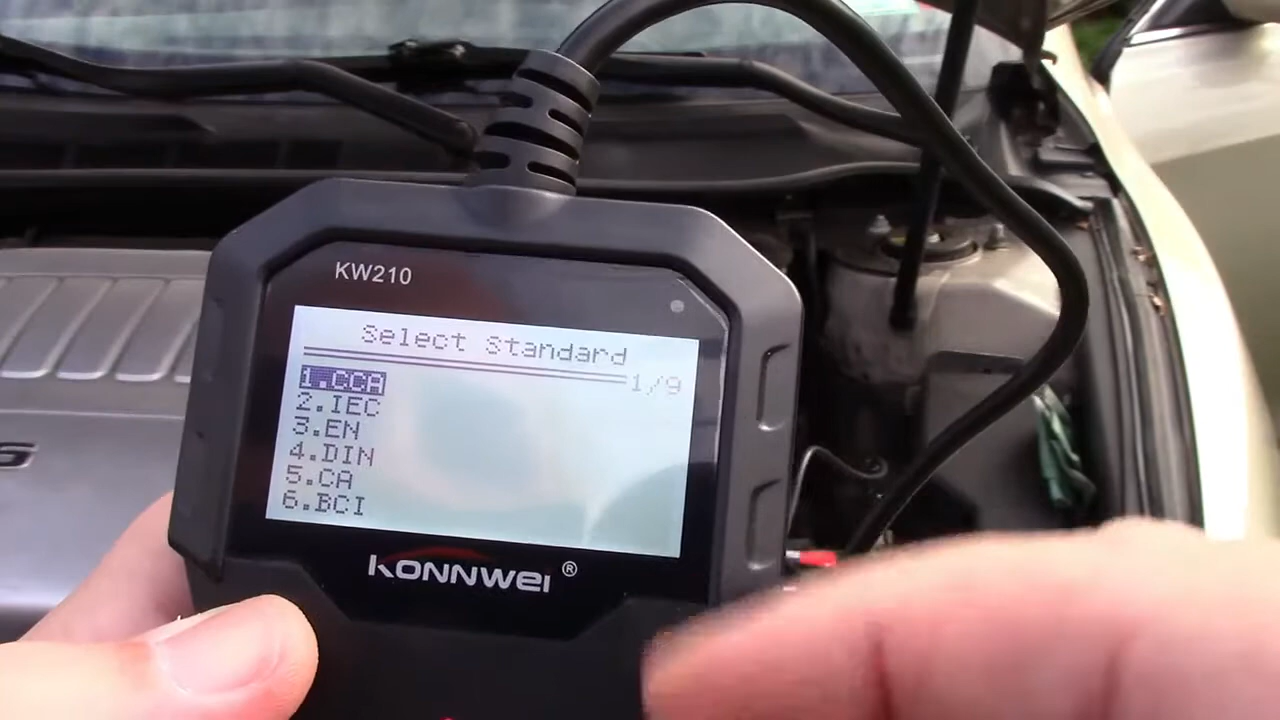 KW210
Select Standard
1/9
1.CCA
2.IEC
3.EN
4.DIN
5.CA
6.BCI
KONNWEI®